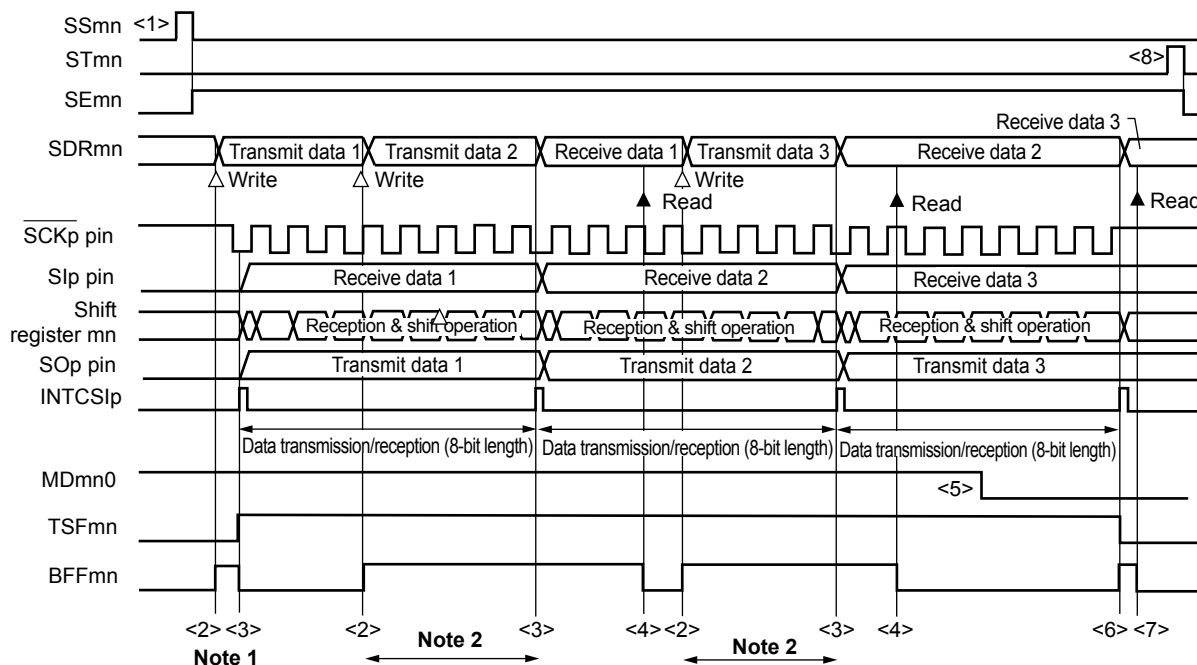 SSmn <1>
STmn <8>
SEmn
Receive data 3
SDRmn Transmit data 1 Transmit data 2 Receive data 1 Transmit data 3 Receive data 2
Write Write Write
Read Read Read
SCKp pin
SIp pin Receive data 1 Receive data 2 Receive data 3
Shift
register mn Reception & shift operation Reception & shift operation Reception & shift operation
SOp pin Transmit data 1 Transmit data 2 Transmit data 3
INTCSIp
Data transmission/reception (8-bit length) Data transmission/reception (8-bit length) Data transmission/reception (8-bit length)
MDmn0 <5>
TSFmn
BFFmn
<2> <3> <2> <3> <4> <2> <3> <4> <6> <7>
Note 1 Note 2 Note 2